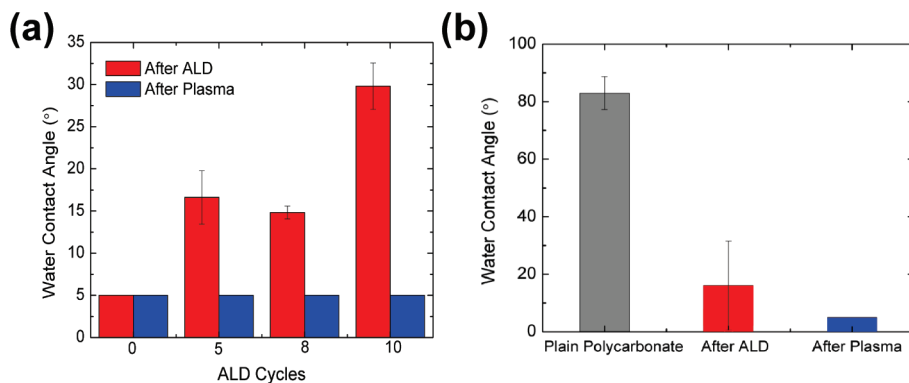 (a)
35
30
25
20
15
10
5
0
Water Contact Angle (°)
After ALD
After Plasma
0 5 8 10
ALD Cycles
(b)
100
80
60
40
20
0
Water Contact Angle (°)
Plain Polycarbonate After ALD After Plasma